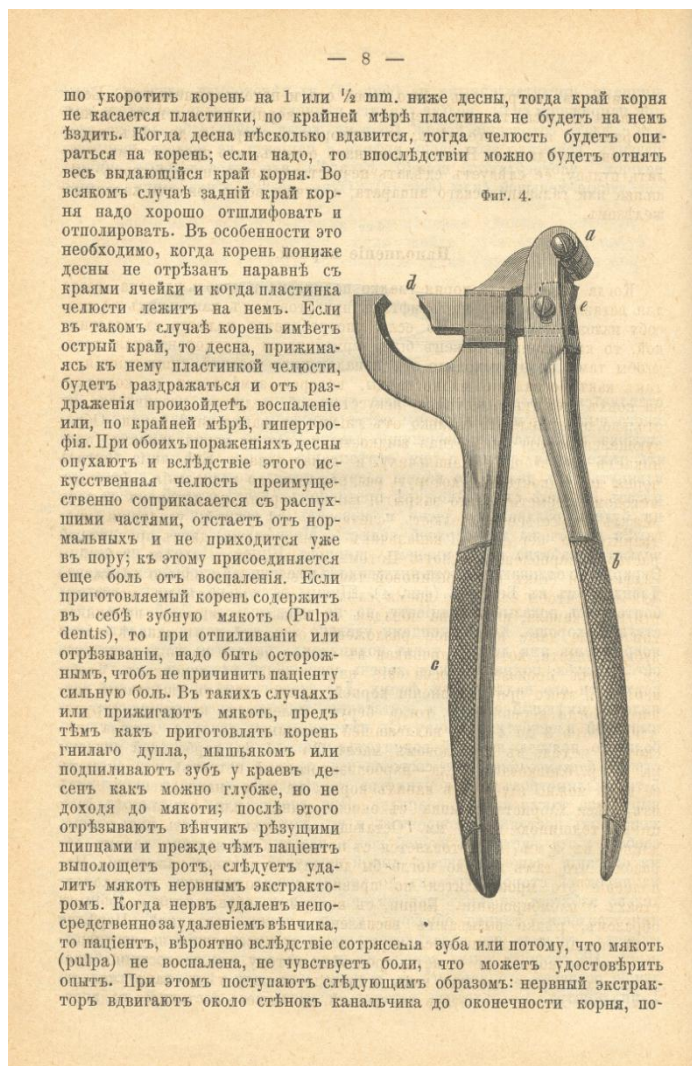 — 8 —
шо укоротить корень на 1 или ½ mm. ниже десны, тогда край корня
не касается пластинки, по крайней мѣрѣ пластинка не будетъ на немъ
ѣздить. Когда десна нѣсколько вдавится, тогда челюсть будетъ опи-
раться на корень; если надо, то впослѣдствіи можно будетъ отнять
весь выдающійся край корня. Во
всякомъ случаѣ задній край кор-
ня надо хорошо отшлифовать и
отполировать. Въ особенности это
необходимо, когда корень пониже
десны не отрѣзанъ наравнѣ съ
краями ячейки и когда пластинка
челюсти лежитъ на немъ. Если
въ такомъ случаѣ корень имѣетъ
острый край, то десна, прижима-
ясь къ нему пластинкой челюсти,
будетъ раздражаться и отъ раз-
драженія произойдетъ воспаленіе
или, по крайней мѣрѣ, гипертро-
фія. При обоихъ пораженіяхъ десны
опухаютъ и вслѣдствіе этого ис-
кусственная челюсть преимуще-
ственно соприкасается съ распух-
шими частями, отстаетъ отъ нор-
мальныхъ и не приходится уже
въ пору; къ этому присоединяется
еще боль отъ воспаленія. Если
приготовляемый корень содержитъ
въ себѣ зубную мякоть (Pulpa
dentis), то при отпиливаніи или
отрѣзываніи, надо быть осторож-
нымъ, чтобъ не причинить паціенту
сильную боль. Въ такихъ случаяхъ
или прижигаютъ мякоть, предъ
тѣмъ какъ приготовлять корень
гнилаго дупла, мышьякомъ или
подпиливаютъ зубъ у краевъ де-
сенъ какъ можно глубже, но не
доходя до мякоти; послѣ этого
отрѣзываютъ вѣнчикъ рѣзущими
щипцами и прежде чѣмъ паціентъ
выполощетъ ротъ, слѣдуетъ уда-
лить мякоть нервнымъ экстракто-
ромъ. Когда нервъ удаленъ непо-
средственно за удаленіемъ вѣнчика,
то паціентъ, вѣроятно вслѣдствіе сотрясенія зуба или потому, что мякоть
(pulpa) не воспалена, не чувствуетъ боли, что можетъ удостовѣрить
опытъ. При этомъ поступаютъ слѣдующимъ образомъ: нервный экстрак-
торъ вдвигаютъ около стѣнокъ канальчика до оконечности корня, по-
Фиг. 4.
a
d
e
b
c